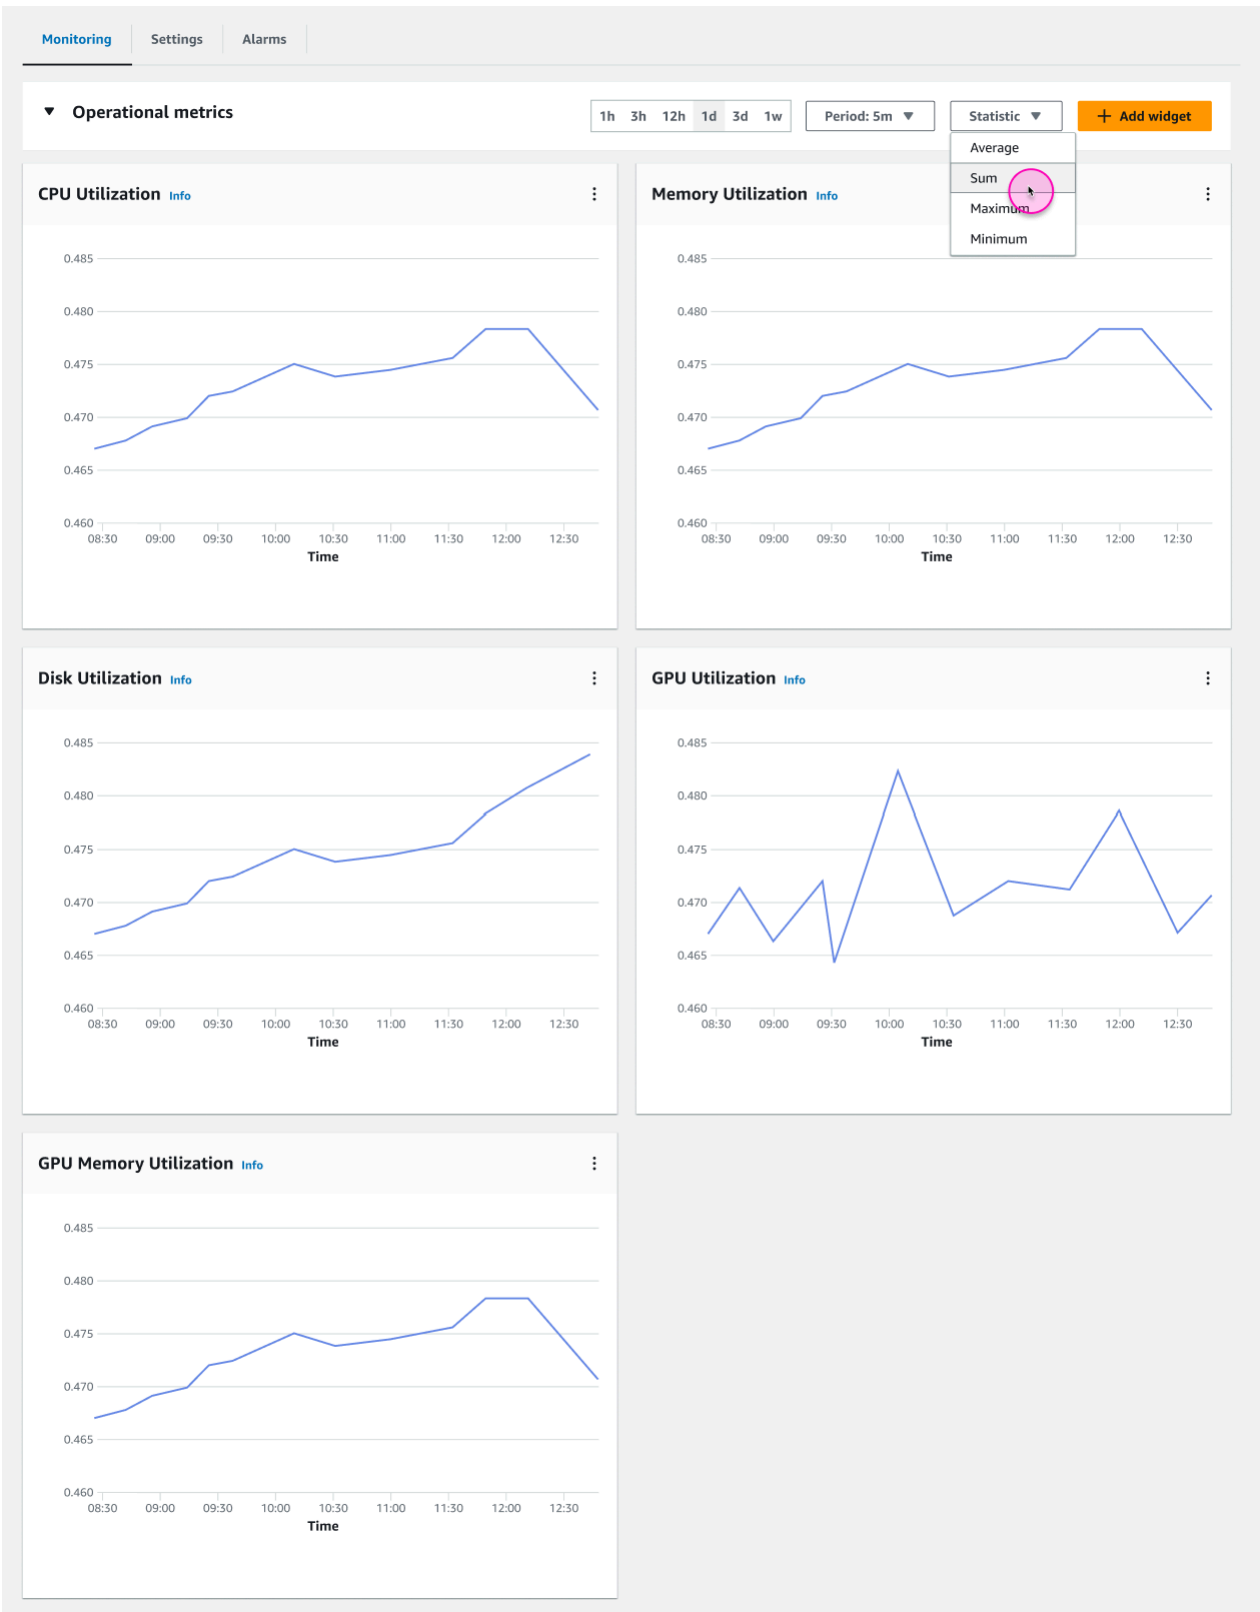 Monitoring Settings Alarms
Operational metrics 1h 3h 12h 1d 3d 1w Period: 5m Statistic + Add widget
Average
Sum
Maximum
Minimum
CPU Utilization Info
0.485
0.480
0.475
0.470
0.465
0.460
08:30 09:00 09:30 10:00 10:30 11:00 11:30 12:00 12:30
Time
Memory Utilization Info
0.485
0.480
0.475
0.470
0.465
0.460
08:30 09:00 09:30 10:00 10:30 11:00 11:30 12:00 12:30
Time
Disk Utilization Info
0.485
0.480
0.475
0.470
0.465
0.460
08:30 09:00 09:30 10:00 10:30 11:00 11:30 12:00 12:30
Time
GPU Utilization Info
0.485
0.480
0.475
0.470
0.465
0.460
08:30 09:00 09:30 10:00 10:30 11:00 11:30 12:00 12:30
Time
GPU Memory Utilization Info
0.485
0.480
0.475
0.470
0.465
0.460
08:30 09:00 09:30 10:00 10:30 11:00 11:30 12:00 12:30
Time